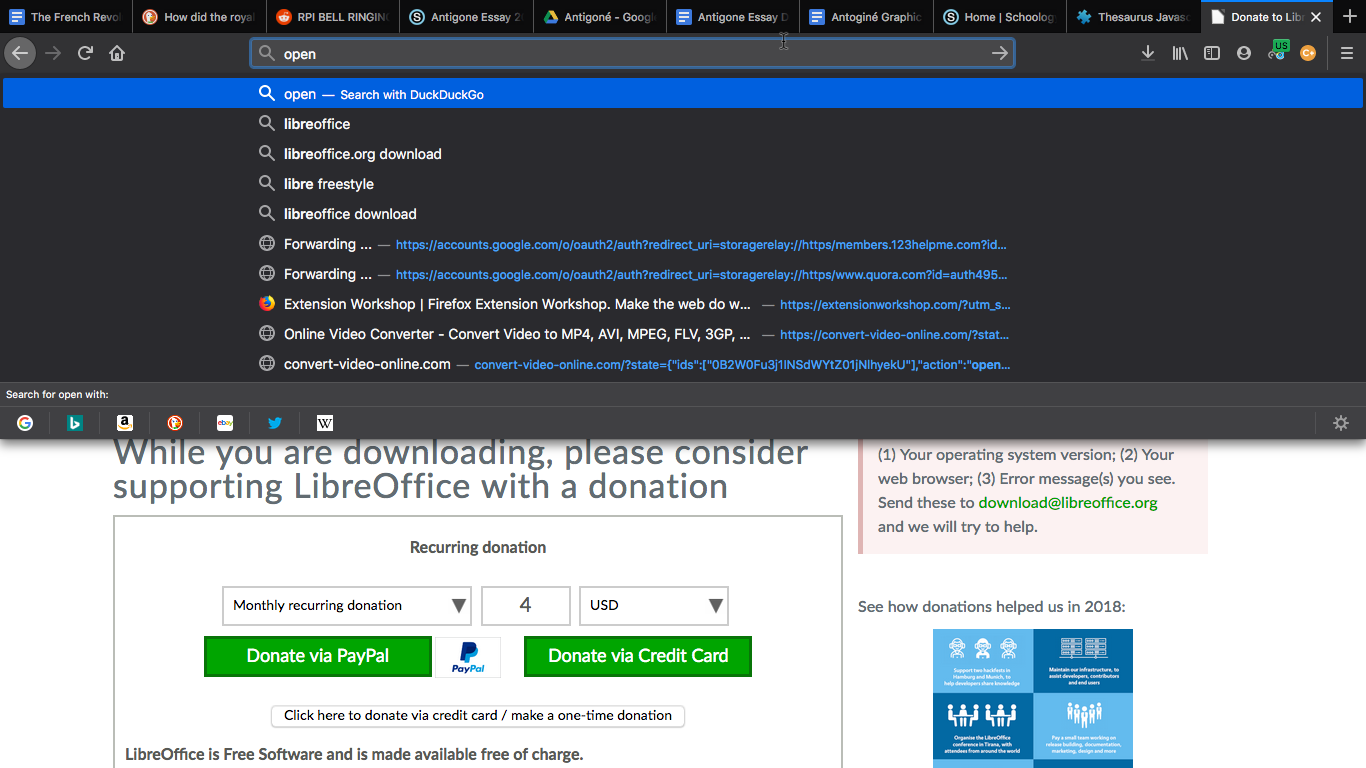 The French Revol
How did the royal
RPI BELL RINGING
Antigone Essay 2
Antigoné - Googl
Antigone Essay D
Antoginé Graphic
Home | Schoology
Thesaurus Javasc
Donate to Libr
open
US
C+
open — Search with DuckDuckGo
libreoffice
libreoffice.org download
libre freestyle
libreoffice download
Forwarding ... — https://accounts.google.com/o/oauth2/auth?redirect_uri=storagerelay://https/members.123helpme.com?id...
Forwarding ... — https://accounts.google.com/o/oauth2/auth?redirect_uri=storagerelay://https/www.quora.com?id=auth495...
Extension Workshop | Firefox Extension Workshop. Make the web do w... — https://extensionworkshop.com/?utm_s...
Online Video Converter - Convert Video to MP4, AVI, MPEG, FLV, 3GP, ... — https://convert-video-online.com/?stat...
convert-video-online.com — convert-video-online.com/?state={"ids":["0B2W0Fu3j1lNSdWYtZ01jNlhyekU"],"action":"open...
Search for open with:
While you are downloading, please consider
supporting LibreOffice with a donation
Recurring donation
Monthly recurring donation
4
USD
Donate via PayPal
PayPal
Donate via Credit Card
Click here to donate via credit card / make a one-time donation
LibreOffice is Free Software and is made available free of charge.
(1) Your operating system version; (2) Your
web browser; (3) Error message(s) you see.
Send these to download@libreoffice.org
and we will try to help.
See how donations helped us in 2018:
Support two hackfests in
Hamburg and Munich, to
help developers share knowledge
Maintain our infrastructure, to
assist developers, contributors
and end users
Organise the LibreOffice
conference in Tirana, with
attendees from around the world
Pay a small team working on
release building, documentation,
marketing, design and more